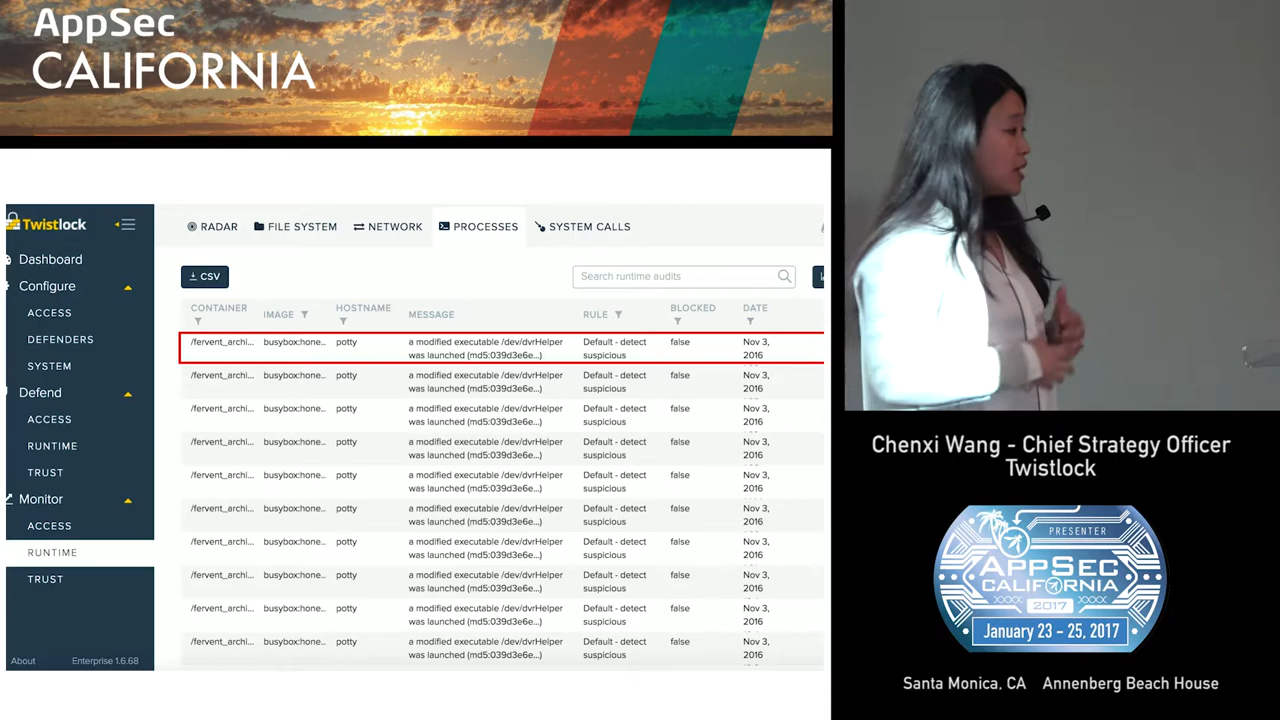 AppSec
CALIFORNIA
Twistlock
Dashboard
Configure
ACCESS
DEFENDERS
SYSTEM
Defend
ACCESS
RUNTIME
TRUST
Monitor
ACCESS
RUNTIME
TRUST
About Enterprise 1.6.68
RADAR FILE SYSTEM NETWORK PROCESSES SYSTEM CALLS
CSV Search runtime audits
CONTAINER IMAGE HOSTNAME MESSAGE RULE BLOCKED DATE
/fervent_archi... busybox:hone... potty a modified executable /dev/dvrHelper Default - detect false Nov 3,
was launched (md5:039d3e6e...) suspicious 2016
/fervent_archi... busybox:hone... potty a modified executable /dev/dvrHelper Default - detect false Nov 3,
was launched (md5:039d3e6e...) suspicious 2016
/fervent_archi... busybox:hone... potty a modified executable /dev/dvrHelper Default - detect false Nov 3,
was launched (md5:039d3e6e...) suspicious 2016
/fervent_archi... busybox:hone... potty a modified executable /dev/dvrHelper Default - detect false Nov 3,
was launched (md5:039d3e6e...) suspicious 2016
/fervent_archi... busybox:hone... potty a modified executable /dev/dvrHelper Default - detect false Nov 3,
was launched (md5:039d3e6e...) suspicious 2016
/fervent_archi... busybox:hone... potty a modified executable /dev/dvrHelper Default - detect false Nov 3,
was launched (md5:039d3e6e...) suspicious 2016
/fervent_archi... busybox:hone... potty a modified executable /dev/dvrHelper Default - detect false Nov 3,
was launched (md5:039d3e6e...) suspicious 2016
/fervent_archi... busybox:hone... potty a modified executable /dev/dvrHelper Default - detect false Nov 3,
was launched (md5:039d3e6e...) suspicious 2016
/fervent_archi... busybox:hone... potty a modified executable /dev/dvrHelper Default - detect false Nov 3,
was launched (md5:039d3e6e...) suspicious 2016
/fervent_archi... busybox:hone... potty a modified executable /dev/dvrHelper Default - detect false Nov 3,
was launched (md5:039d3e6e...) suspicious 2016
Chenxi Wang - Chief Strategy Officer
Twistlock
PRESENTER
APPSEC
CALIFORNIA
XXXX 2017 XXXX
January 23 - 25, 2017
Santa Monica, CA Annenberg Beach House